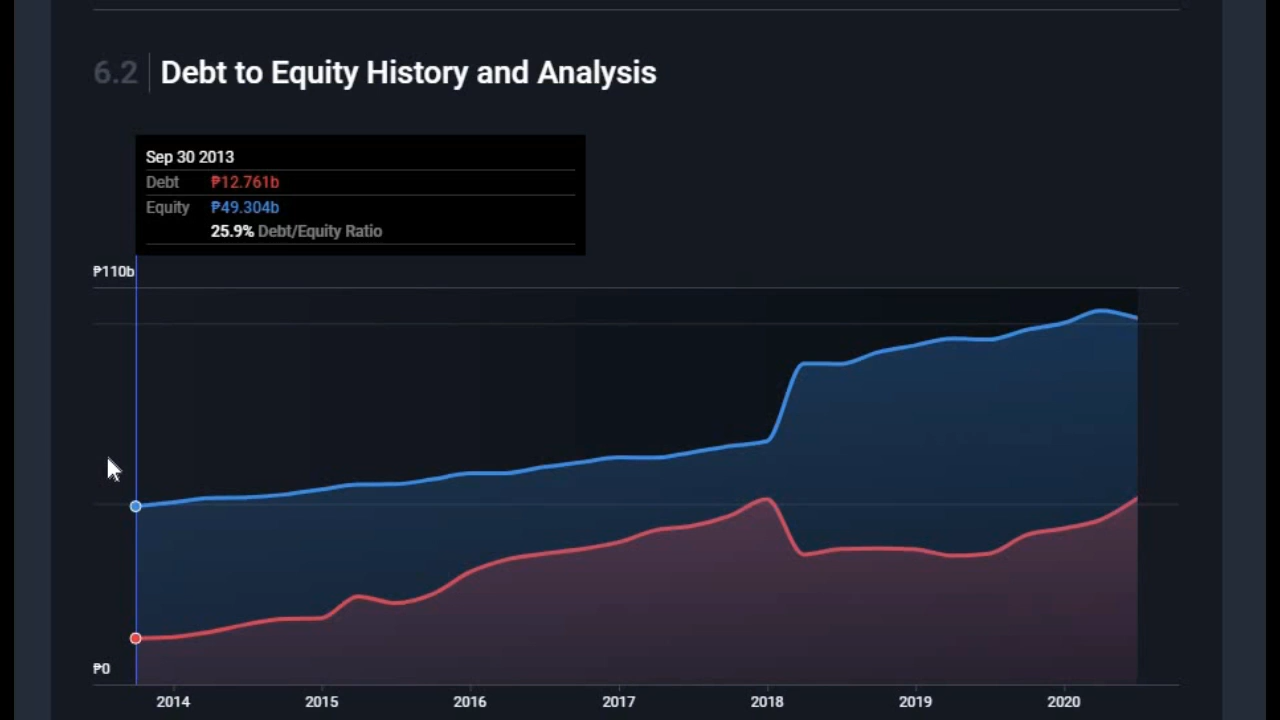 6.2 Debt to Equity History and Analysis
Sep 30 2013
Debt ₱12.761b
Equity ₱49.304b
25.9% Debt/Equity Ratio
₱110b
₱0
2014 2015 2016 2017 2018 2019 2020